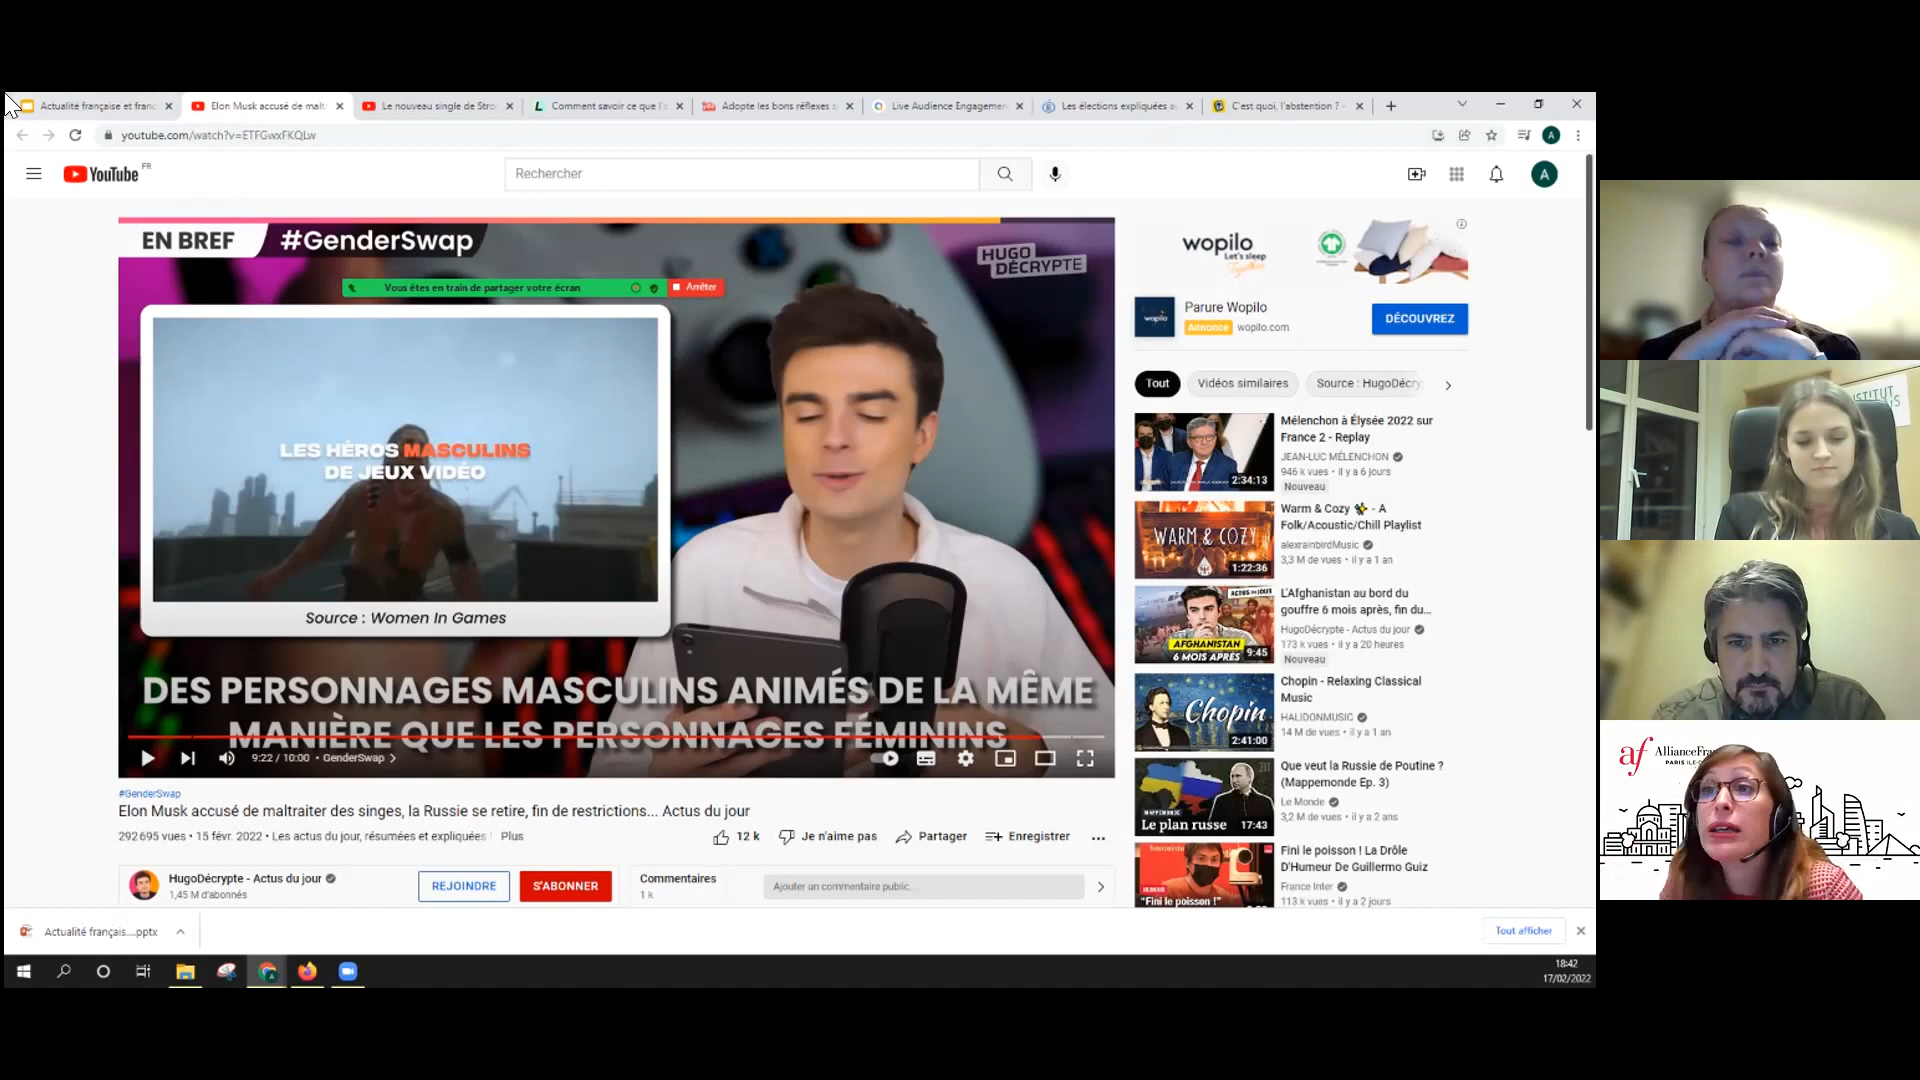 Actualité française et franc
Elon Musk accusé de malt
Le nouveau single de Stro
Comment savoir ce que l'
Adopte les bons réflexes
Live Audience Engagemen
Les élections expliquées a
C'est quoi, l'abstention ? -
youtube.com/watch?v=ETFGwxFKQLw
A
YouTube FR
Rechercher
A
EN BREF #GenderSwap
HUGO
DÉCRYPTE
Vous êtes en train de partager votre écran
Arrêter
LES HÉROS MASCULINS
DE JEUX VIDÉO
Source : Women In Games
DES PERSONNAGES MASCULINS ANIMÉS DE LA MÊME
MANIÈRE QUE LES PERSONNAGES FÉMININS
9:22 / 10:00 • GenderSwap
#GenderSwap
Elon Musk accusé de maltraiter des singes, la Russie se retire, fin de restrictions... Actus du jour
292 695 vues • 15 févr. 2022 • Les actus du jour, résumées et expliquées
Plus
12 k
Je n'aime pas
Partager
Enregistrer
HugoDécrypte - Actus du jour
1,45 M d'abonnés
REJOINDRE
S'ABONNER
Commentaires
1 k
Ajouter un commentaire public...
wopilo
Let's sleep
Together
wopilo
Parure Wopilo
Annonce wopilo.com
DÉCOUVREZ
Tout
Vidéos similaires
Source : HugoDécry
2:34:13
Mélenchon à Élysée 2022 sur
France 2 - Replay
JEAN-LUC MÉLENCHON
946 k vues • il y a 6 jours
Nouveau
WARM & COZY
1:22:36
Warm & Cozy - A
Folk/Acoustic/Chill Playlist
alexrainbirdMusic
3,3 M de vues • il y a 1 an
ACTUS DU JOUR
AFGHANISTAN
6 MOIS APRÈS
9:45
L'Afghanistan au bord du
gouffre 6 mois après, fin du...
HugoDécrypte - Actus du jour
173 k vues • il y a 20 heures
Nouveau
Chopin
2:41:00
Chopin - Relaxing Classical
Music
HALIDONMUSIC
14 M de vues • il y a 1 an
MAPPEMONDE
Le plan russe
17:43
Que veut la Russie de Poutine ?
(Mappemonde Ep. 3)
Le Monde
3,2 M de vues • il y a 2 ans
"Fini le poisson !"
Fini le poisson ! La Drôle
D'Humeur De Guillermo Guiz
France Inter
113 k vues • il y a 2 jours
Actualité français....pptx
Tout afficher
18:42
17/02/2022
af AllianceFra
PARIS ILE-D